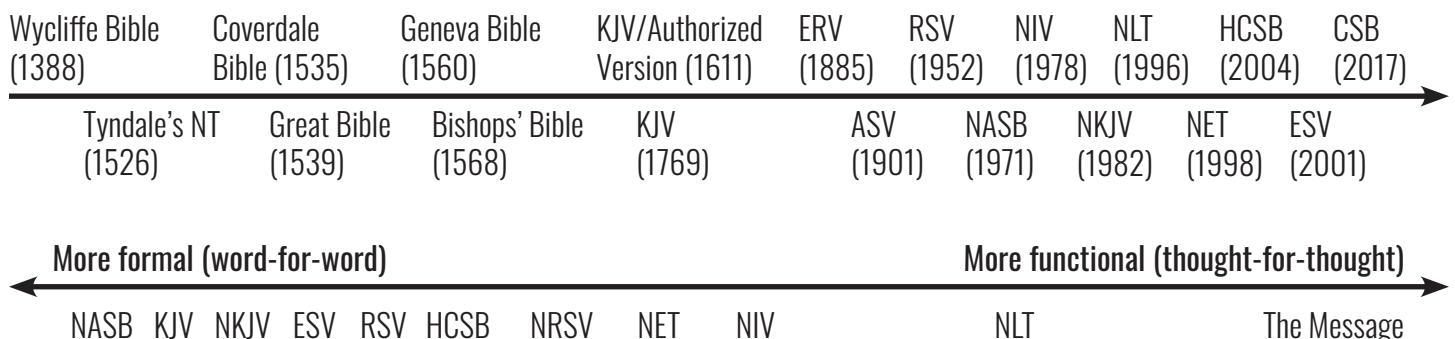 Wycliffe Bible Coverdale Geneva Bible KJV/Authorized ERV RSV NIV NLT HCSB CSB
(1388) Bible (1535) (1560) Version (1611) (1885) (1952) (1978) (1996) (2004) (2017)
Tyndale’s NT Great Bible Bishops’ Bible KJV ASV NASB NKJV NET ESV
(1526) (1539) (1568) (1769) (1901) (1971) (1982) (1998) (2001)
More formal (word-for-word) More functional (thought-for-thought)
NASB KJV NKJV ESV RSV HCSB NRSV NET NIV NLT The Message